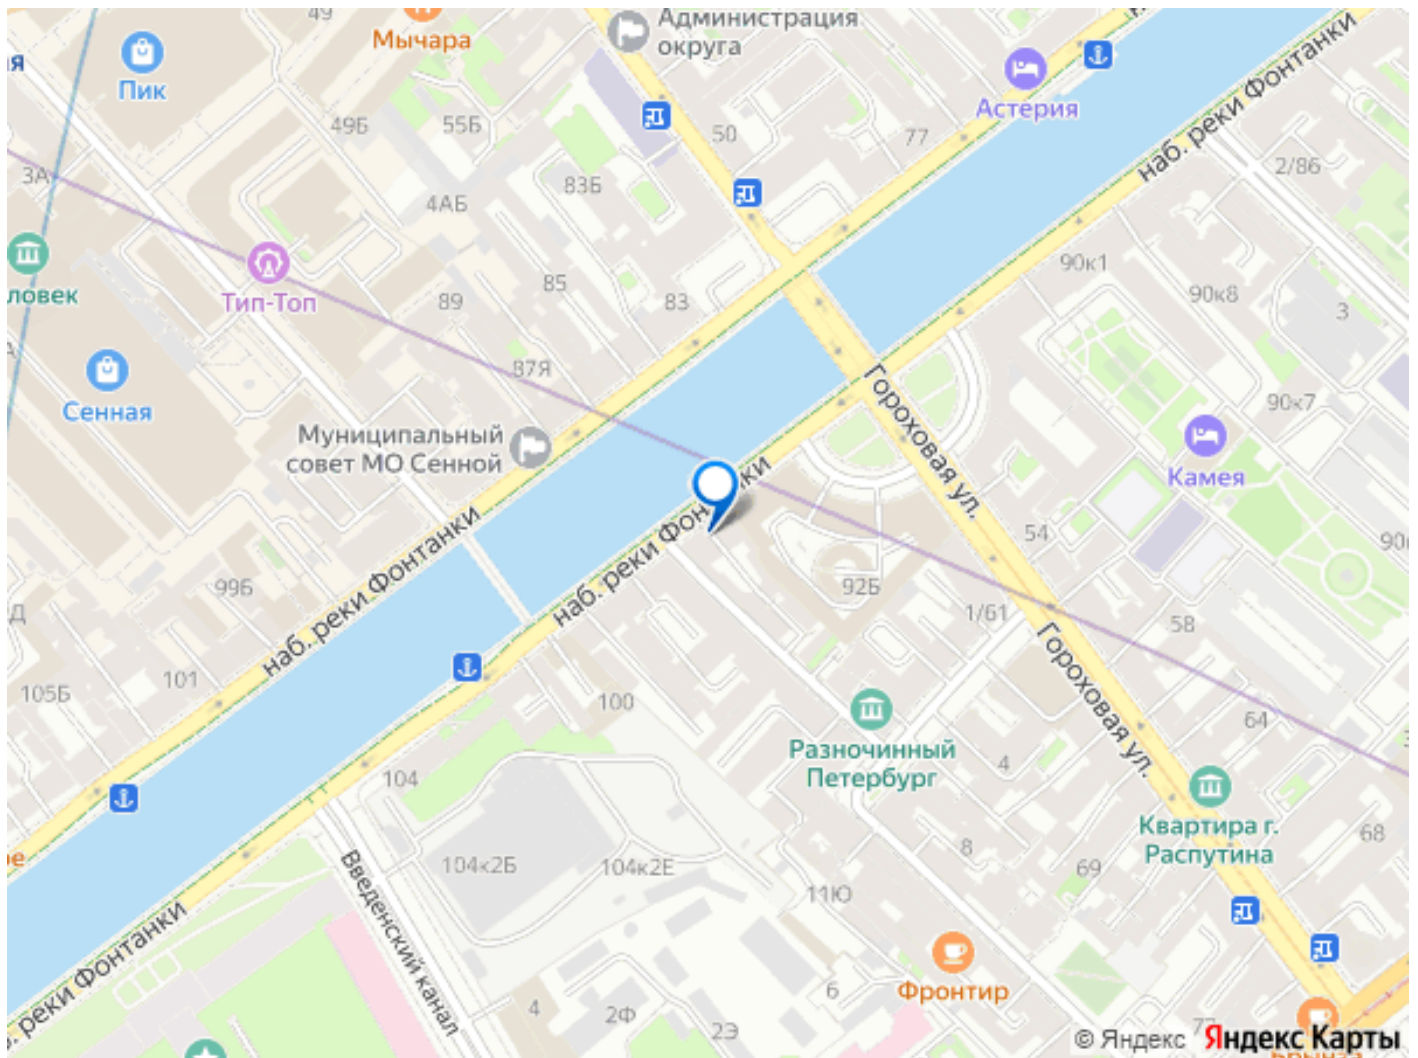 49
Администрация
округа
Мычара
ая
Пик
Астерия
наб. реки Фонтанки
49Б
55Б
50
77
3А
83Б
4АБ
2/86
ловек
Тип-Топ
89
85
83
90к1
90к8
3
87Я
Сенная
Гороховая ул.
90к7
Муниципальный
совет МО Сенной
Камея
наб. реки Фонтанки
наб. реки Фонтанки
54
99Б
92Б
1/61
58
Гороховая ул.
101
105Б
100
64
Разночинный
Петербург
4
104
Квартира г.
Распутина
68
8
69
104к2Б
104к2Е
11Ю
Введенский канал
реки Фонтанки
Фронтир
6
4
2Ф
2Э
© Яндекс Яндекс Карты